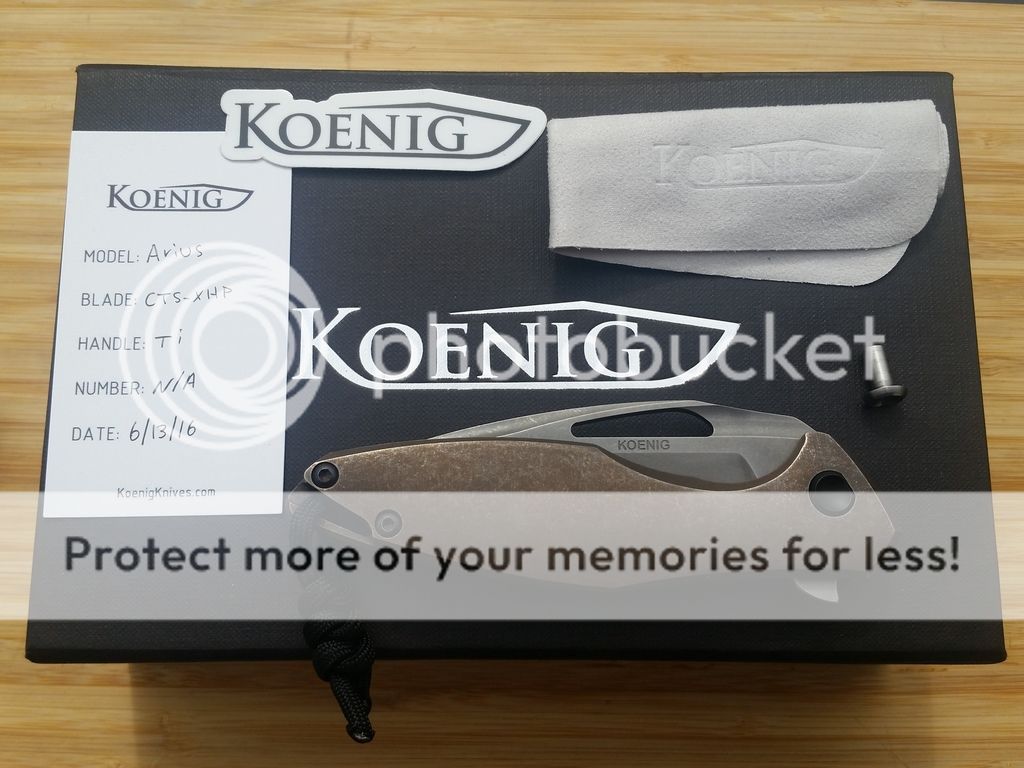 KOENIG
KOENIG
KOENIG
MODEL: Arius
BLADE: CTS-XHP
HANDLE: Ti
NUMBER: N/A
DATE: 6/13/16
KoenigKnives.com
KOENIG
photobucket
KOENIG
Protect more of your memories for less!